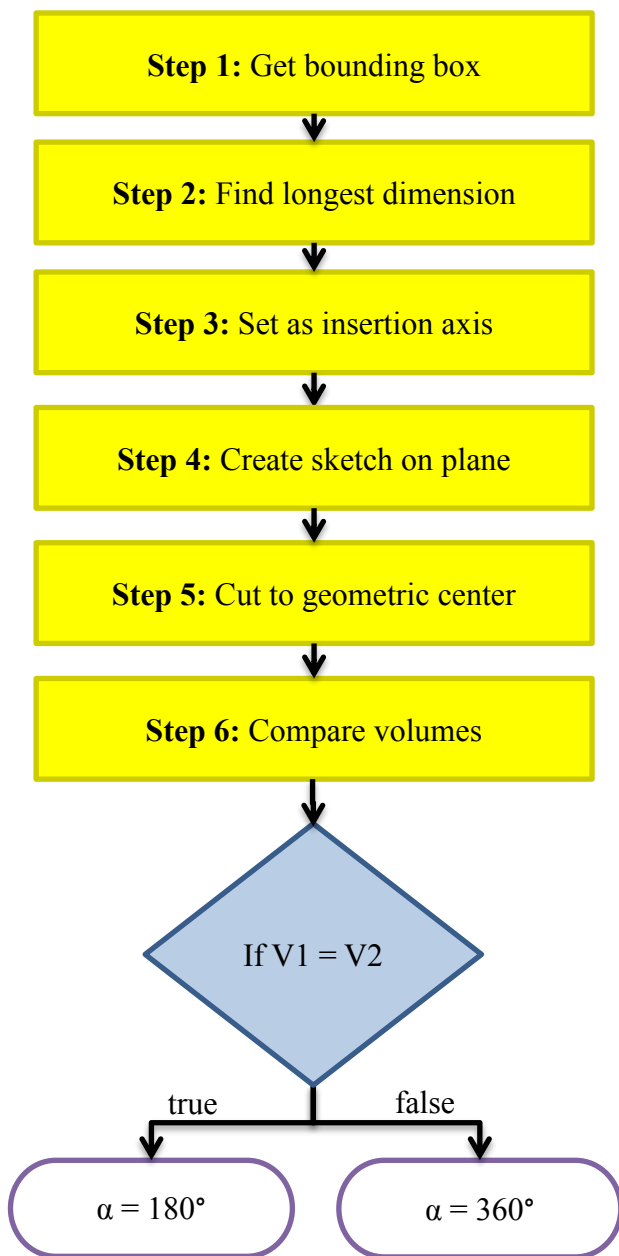 Step 1: Get bounding box
Step 2: Find longest dimension
Step 3: Set as insertion axis
Step 4: Create sketch on plane
Step 5: Cut to geometric center
Step 6: Compare volumes
If V1 = V2
true
false
α = 180°
α = 360°